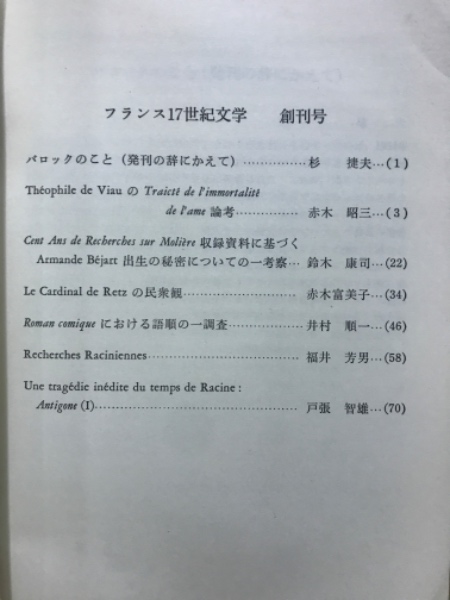 フランス17世紀文学　　創刊号
バロックのこと（発刊の辞にかえて）……………杉　　捷夫…(1)
Théophile de Viau の Traicté de l'immortalité
de l'ame 論考……………赤木　昭三…(3)
Cent Ans de Recherches sur Molière 収録資料に基づく
Armande Béjart 出生の秘密についての一考察…鈴木　康司…(22)
Le Cardinal de Retz の民衆観…………………………赤木富美子…(34)
Roman comique における語順の一調査………………井村　順一…(46)
Recherches Raciniennes…………………………………福井　芳男…(58)
Une tragédie inédite du temps de Racine :
Antigone (I)……………………………………戸張　智雄…(70)